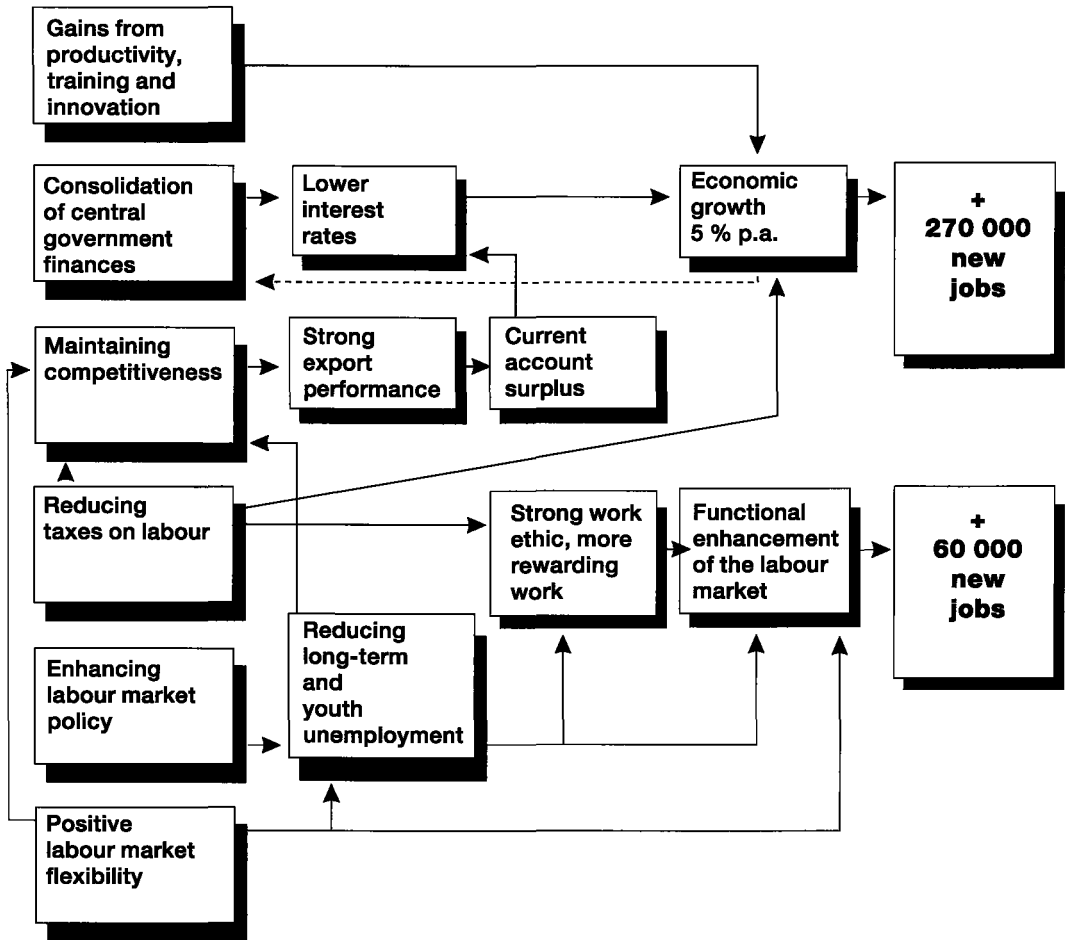 Gains from
productivity,
training and
innovation
Consolidation
of central
government
finances
Lower
interest
rates
Economic
growth
5 % p.a.
+
270 000
new
jobs
Maintaining
competitiveness
Strong
export
performance
Current
account
surplus
Reducing
taxes on labour
Strong work
ethic, more
rewarding
work
Functional
enhancement
of the labour
market
+
60 000
new
jobs
Enhancing
labour market
policy
Reducing
long-term
and
youth
unemployment
Positive
labour market
flexibility